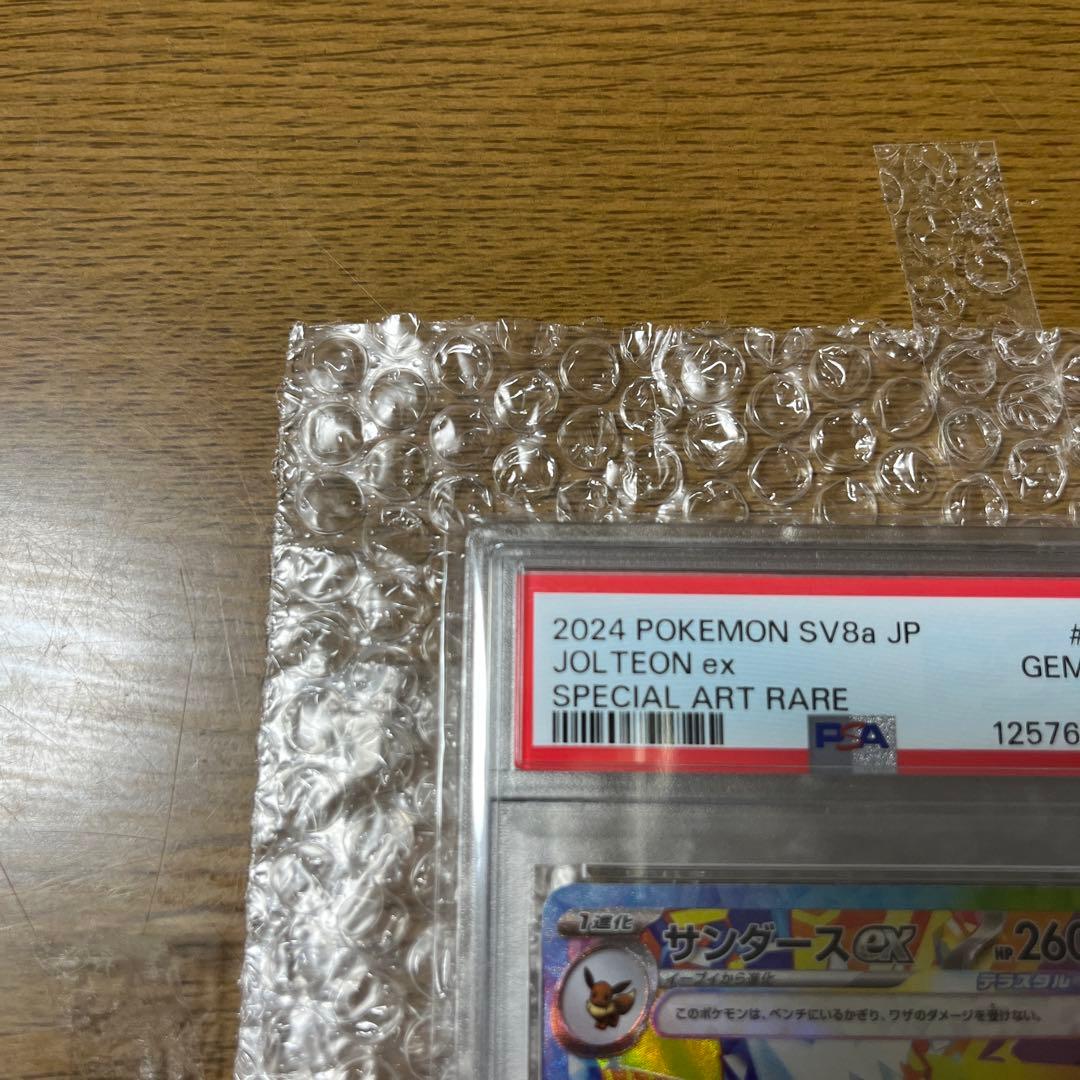 2024 POKEMON SV8a JP #
JOLTEON ex GEM
SPECIAL ART RARE
PSA 12576
1進化
サンダースex HP 260
イーブイから進化 テラスタル
このポケモンは、ベンチにいるかぎり、ワザのダメージを受けない。